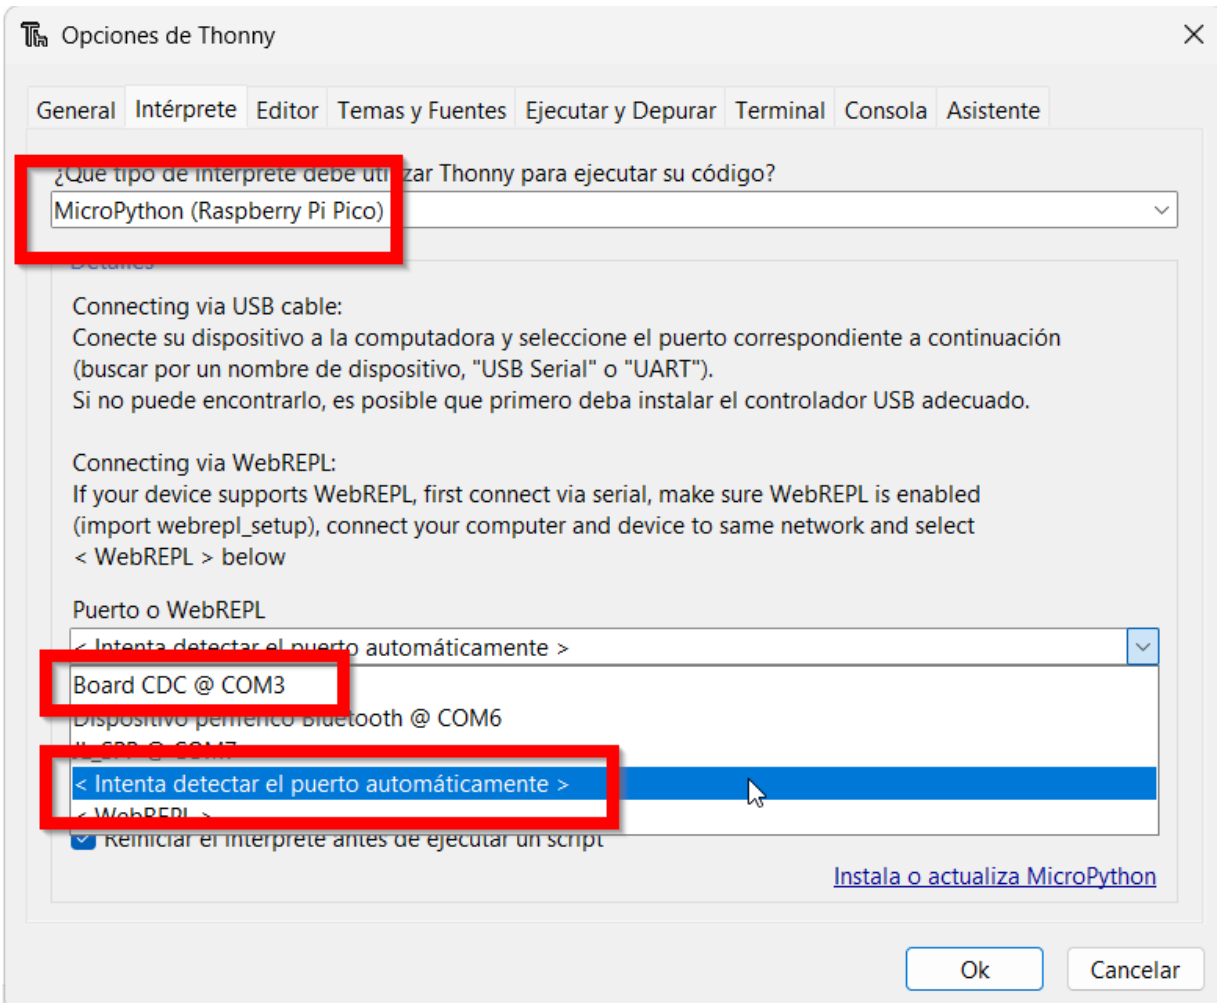 Opciones de Thonny
General Intérprete Editor Temas y Fuentes Ejecutar y Depurar Terminal Consola Asistente
¿Qué tipo de intérprete debe utilizar Thonny para ejecutar su código?
MicroPython (Raspberry Pi Pico)
Detalles
Connecting via USB cable:
Conecte su dispositivo a la computadora y seleccione el puerto correspondiente a continuación
(buscar por un nombre de dispositivo, "USB Serial" o "UART").
Si no puede encontrarlo, es posible que primero deba instalar el controlador USB adecuado.
Connecting via WebREPL:
If your device supports WebREPL, first connect via serial, make sure WebREPL is enabled
(import webrepl_setup), connect your computer and device to same network and select
< WebREPL > below
Puerto o WebREPL
< Intenta detectar el puerto automáticamente >
Board CDC @ COM3
Dispositivo periférico Bluetooth @ COM6
@ COM7
< Intenta detectar el puerto automáticamente >
< WebREPL >
Reiniciar el intérprete antes de ejecutar un script
Instala o actualiza MicroPython
Ok Cancelar